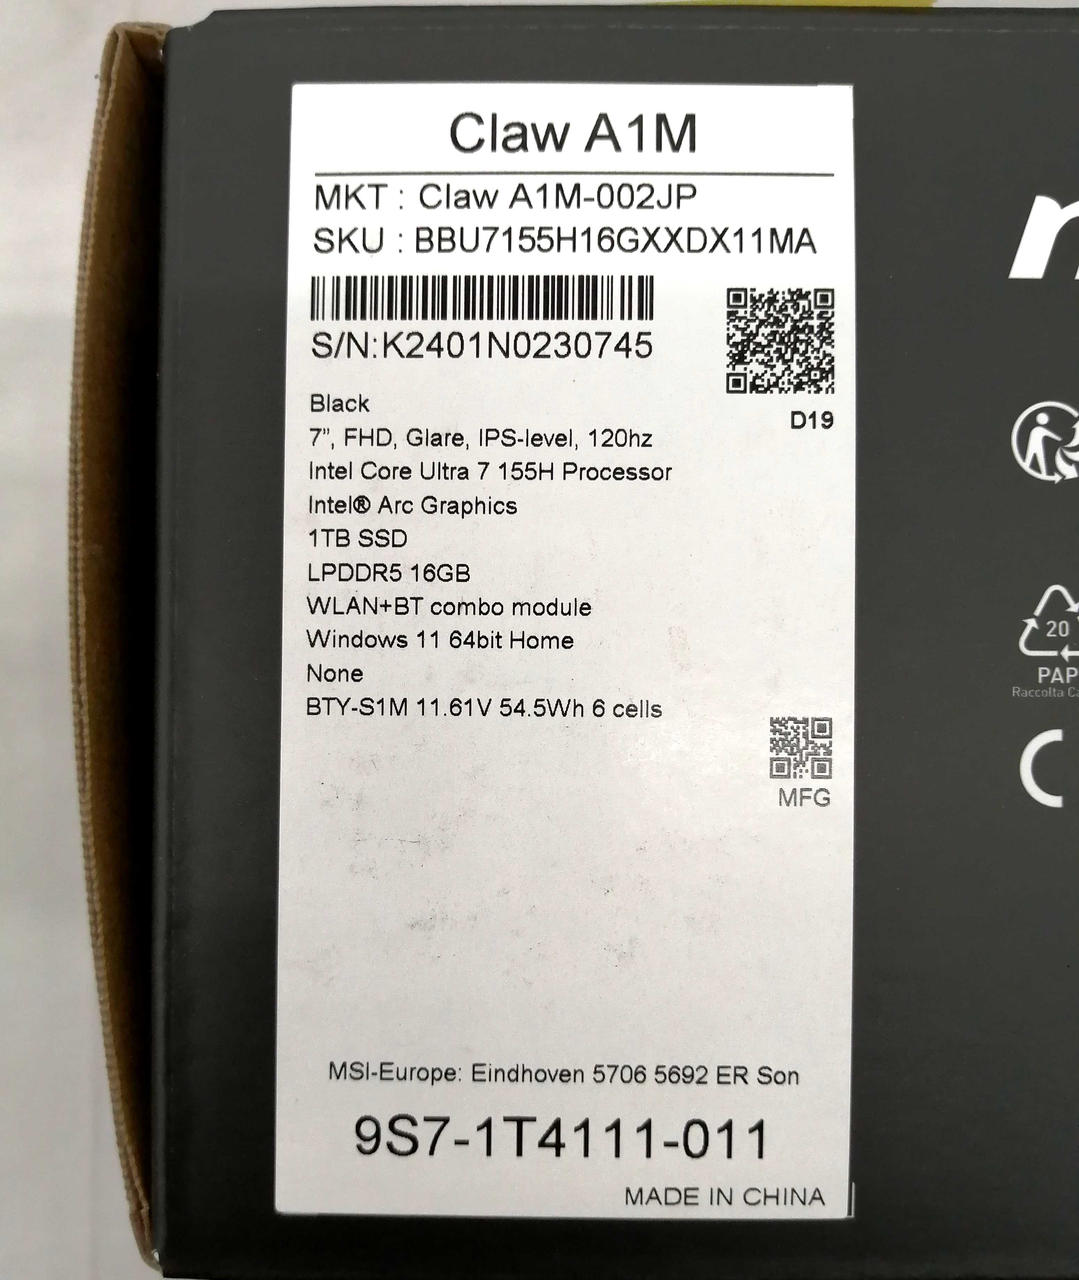 Claw A1M
MKT : Claw A1M-002JP
SKU : BBU7155H16GXXDX11MA
S/N:K2401N0230745
D19
Black
7”, FHD, Glare, IPS-level, 120hz
Intel Core Ultra 7 155H Processor
Intel® Arc Graphics
1TB SSD
LPDDR5 16GB
WLAN+BT combo module
Windows 11 64bit Home
None
BTY-S1M 11.61V 54.5Wh 6 cells
MFG
MSI-Europe: Eindhoven 5706 5692 ER Son
9S7-1T4111-011
MADE IN CHINA
20
PAP
Raccolta